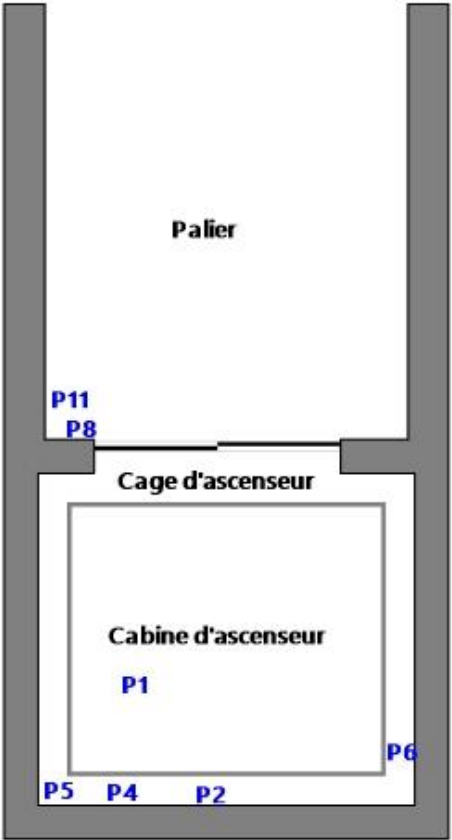 Palier
P11
P8
Cage d'ascenseur
Cabine d'ascenseur
P1
P6
P5 P4 P2